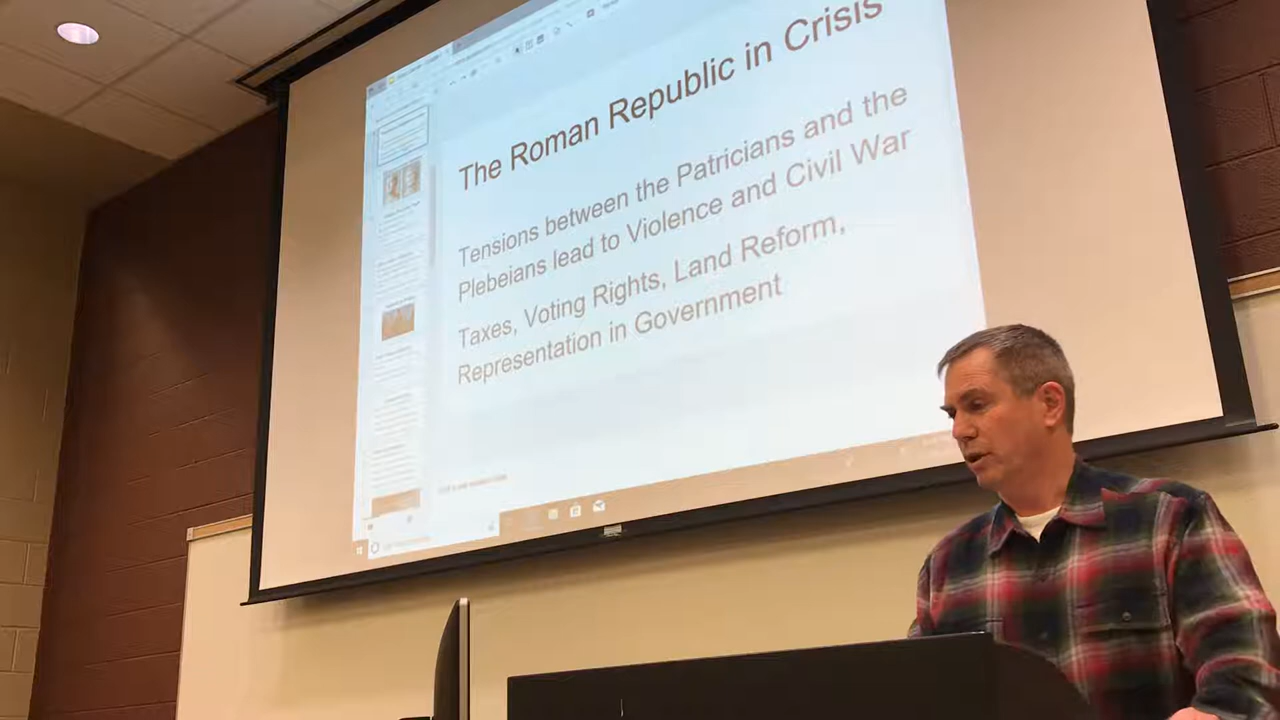 The Roman Republic in Crisis
Tensions between the Patricians and the
Plebeians lead to Violence and Civil War
Taxes, Voting Rights, Land Reform,
Representation in Government